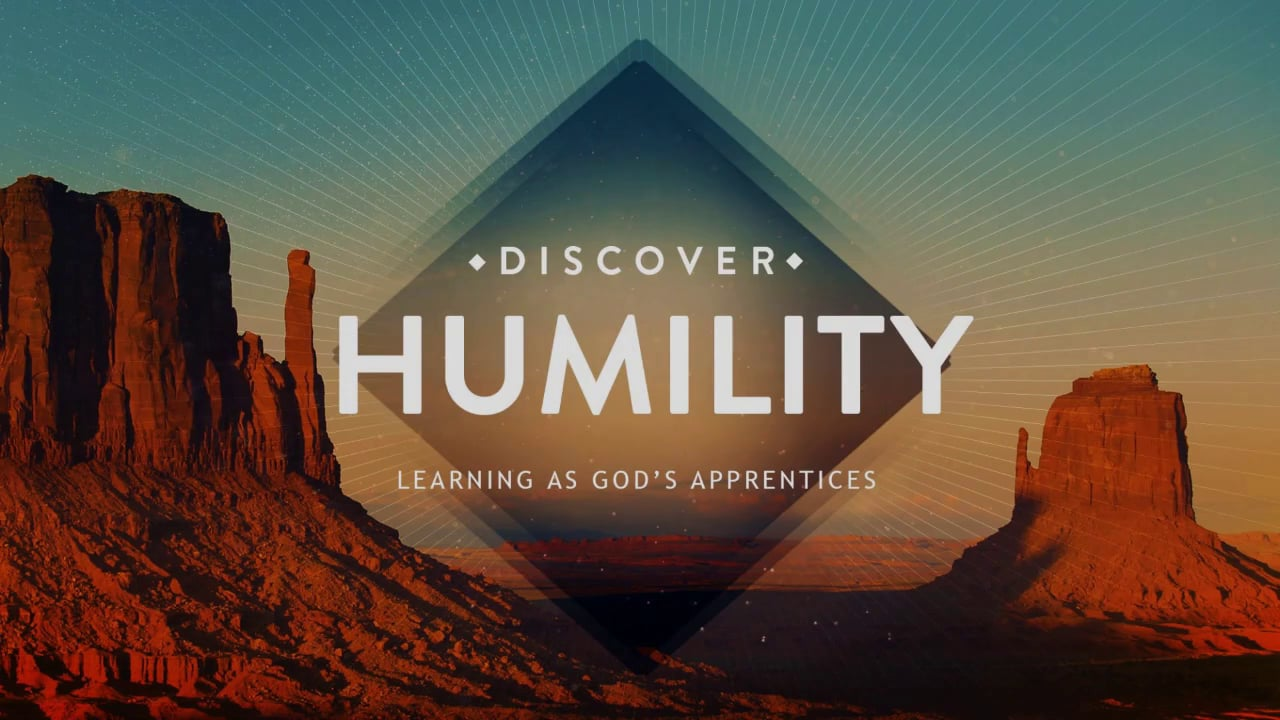 DISCOVER
HUMILITY
LEARNING AS GOD'S APPRENTICES